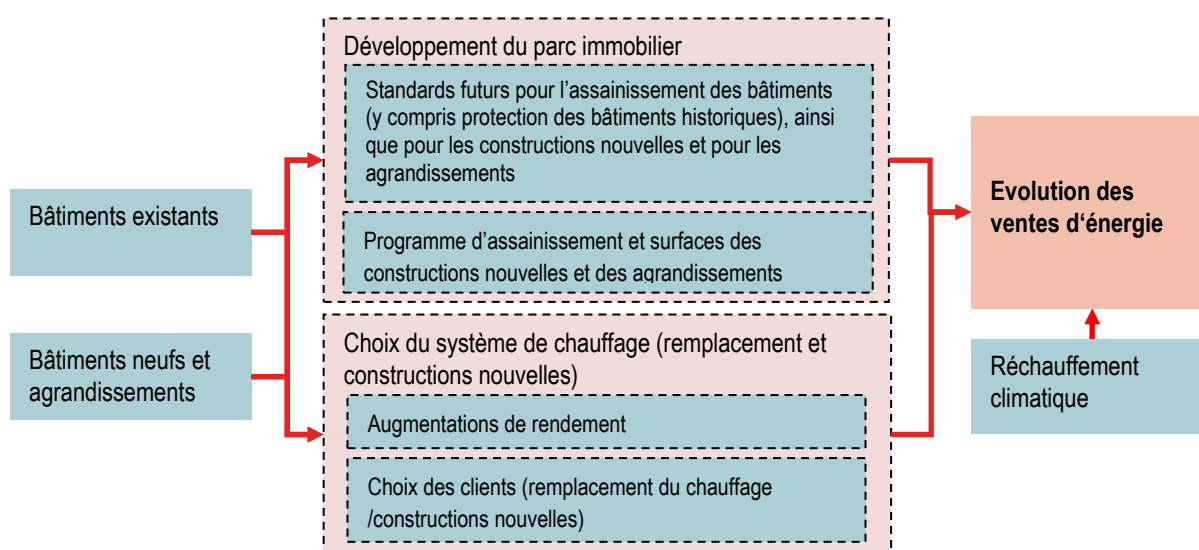 Bâtiments existants
Bâtiments neufs et
agrandissements
Développement du parc immobilier
Standards futurs pour l’assainissement des bâtiments
(y compris protection des bâtiments historiques), ainsi
que pour les constructions nouvelles et pour les
agrandissements
Programme d’assainissement et surfaces des
constructions nouvelles et des agrandissements
Choix du système de chauffage (remplacement et
constructions nouvelles)
Augmentations de rendement
Choix des clients (remplacement du chauffage
/constructions nouvelles)
Evolution des
ventes d‘énergie
Réchauffement
climatique